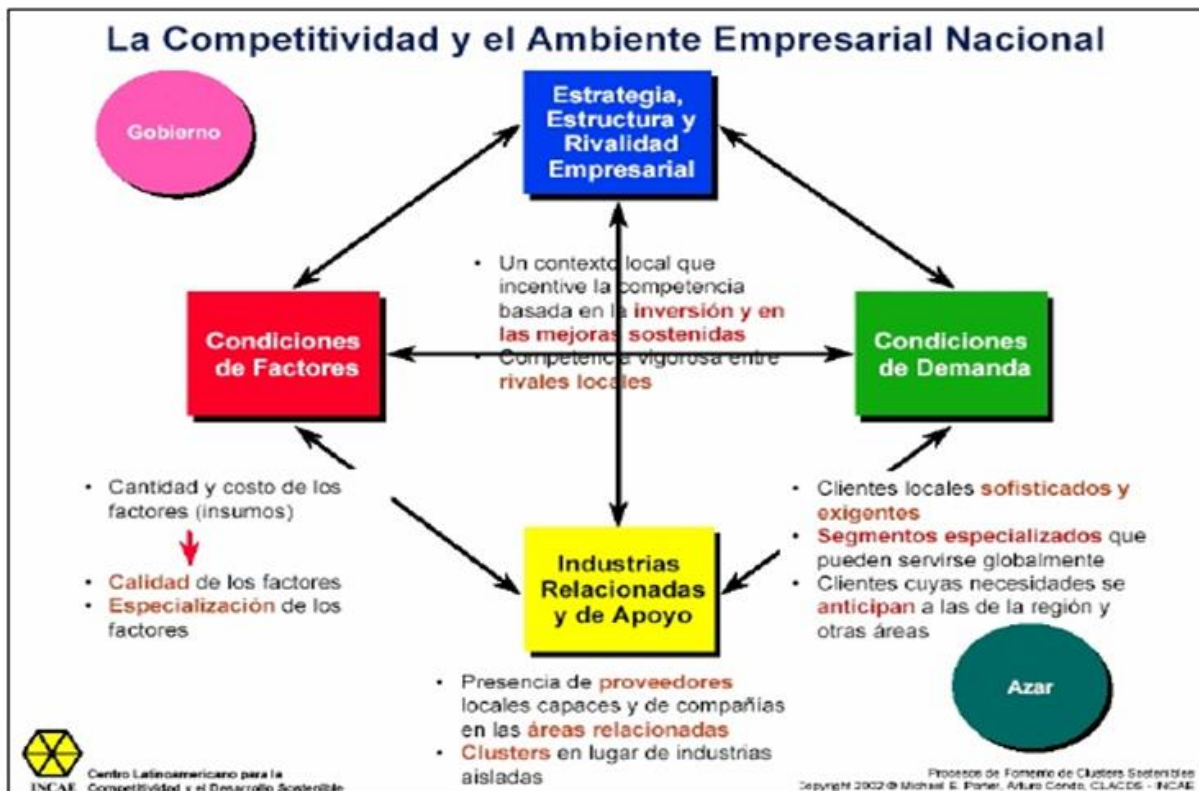 La Competitividad y el Ambiente Empresarial Nacional
Gobierno
Estrategia,
Estructura y
Rivalidad
Empresarial
• Un contexto local que
incentive la competencia
basada en la inversión y en
las mejoras sostenidas
• Competencia vigorosa entre
rivales locales
Condiciones
de Factores
Condiciones
de Demanda
• Cantidad y costo de los
factores (insumos)
• Calidad de los factores
• Especialización de los
factores
Industrias
Relacionadas
y de Apoyo
• Clientes locales sofisticados y
exigentes
• Segmentos especializados que
pueden servirse globalmente
• Clientes cuyas necesidades se
anticipan a las de la región y
otras áreas
• Presencia de proveedores
locales capaces y de compañías
en las áreas relacionadas
• Clusters en lugar de industrias
aisladas
Azar
INCAE
Centro Latinoamericano para la
Competitividad y el Desarrollo Sostenible
Procesos de Fomento de Clusters Sostenibles
Copyright 2002 © Michael E. Porter, Arturo Condo, CLACDS - INCAE